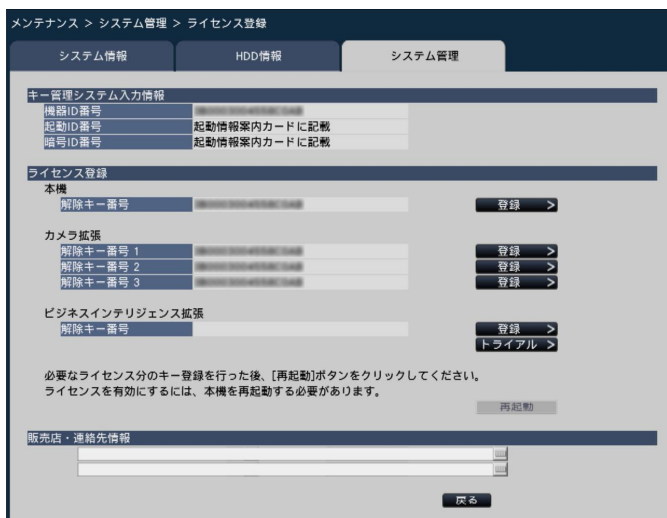 メンテナンス > システム管理 > ライセンス登録
システム情報 HDD情報 システム管理
キー管理システム入力情報
機器ID番号
起動ID番号 起動情報案内カードに記載
暗号ID番号 起動情報案内カードに記載
ライセンス登録
本機
解除キー番号 登録 >
カメラ拡張
解除キー番号 1 登録 >
解除キー番号 2 登録 >
解除キー番号 3 登録 >
ビジネスインテリジェンス拡張
解除キー番号 登録 >
トライアル >
必要なライセンス分のキー登録を行った後、[再起動]ボタンをクリックしてください。
ライセンスを有効にするには、本機を再起動する必要があります。
再起動
販売店・連絡先情報
戻る